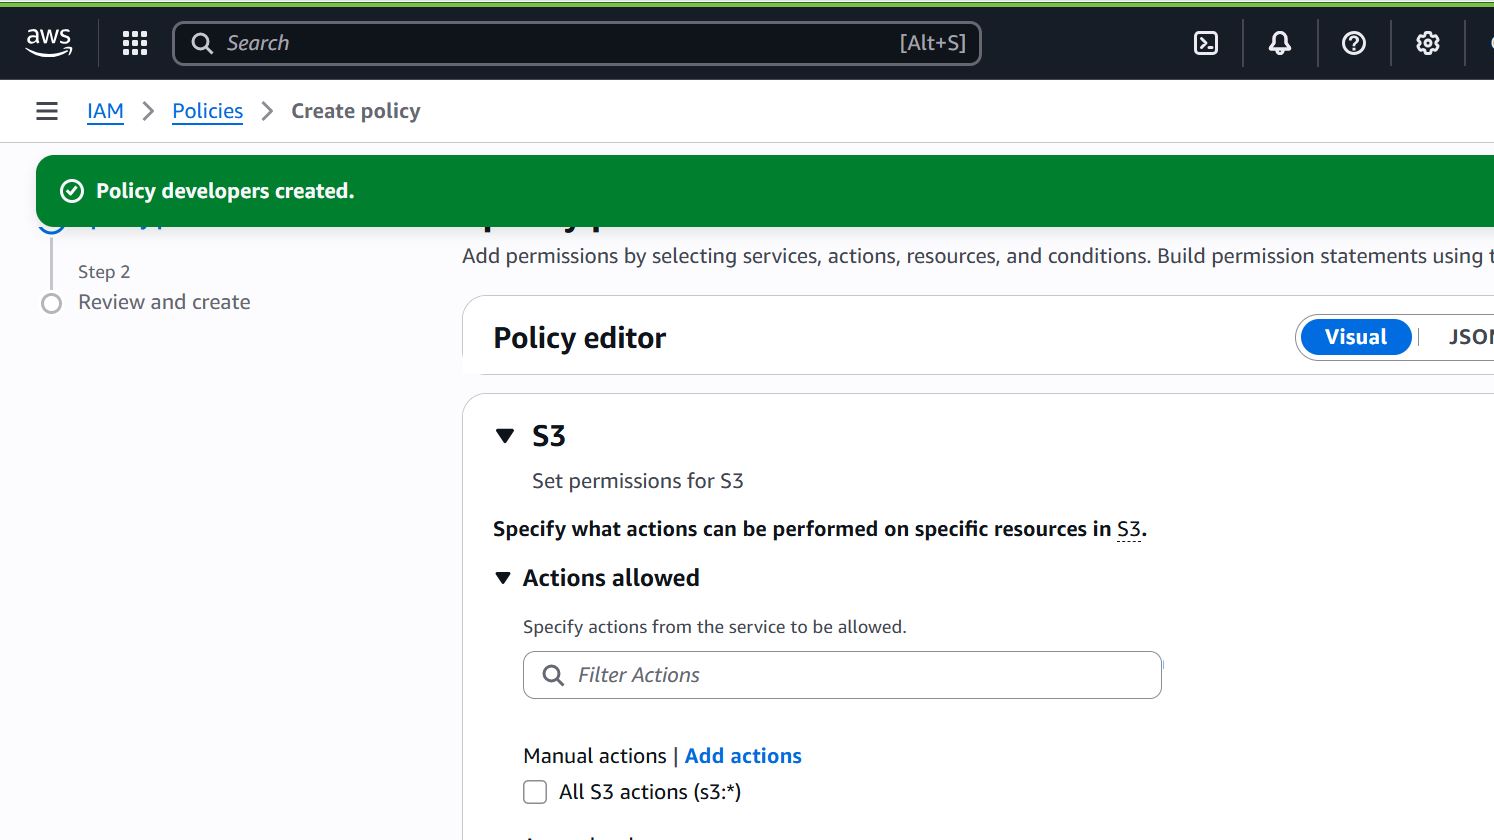 aws
Search [Alt+S]
IAM > Policies > Create policy
Policy developers created.
Step 2
Review and create
Add permissions by selecting services, actions, resources, and conditions. Build permission statements using
Policy editor
Visual
S3
Set permissions for S3
Specify what actions can be performed on specific resources in S3.
Actions allowed
Specify actions from the service to be allowed.
Filter Actions
Manual actions | Add actions
All S3 actions (s3:*)